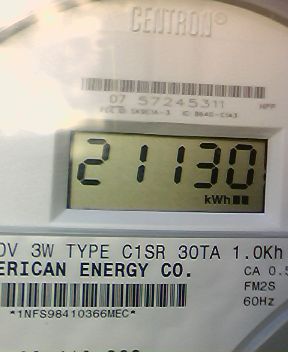 CENTRON®
07 57245311
21130
kWh
0V 3W TYPE C1SR 30TA 1.0Kh
ERICAN ENERGY CO. CA 0.5
FM2S
*1NFS98410366MEC* 60Hz